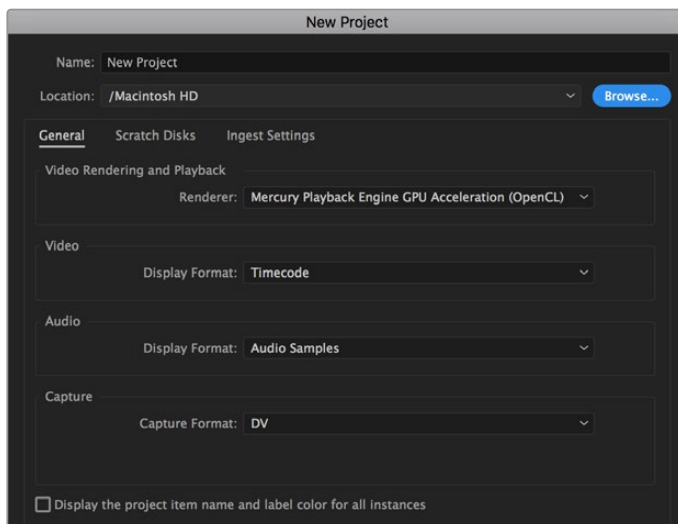 New Project
Name: New Project
Location: /Macintosh HD Browse...
General Scratch Disks Ingest Settings
Video Rendering and Playback
Renderer: Mercury Playback Engine GPU Acceleration (OpenCL)
Video
Display Format: Timecode
Audio
Display Format: Audio Samples
Capture
Capture Format: DV
Display the project item name and label color for all instances